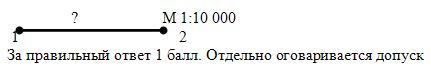 ? М 1:10 000
1 2
За правильный ответ 1 балл. Отдельно оговаривается допуск